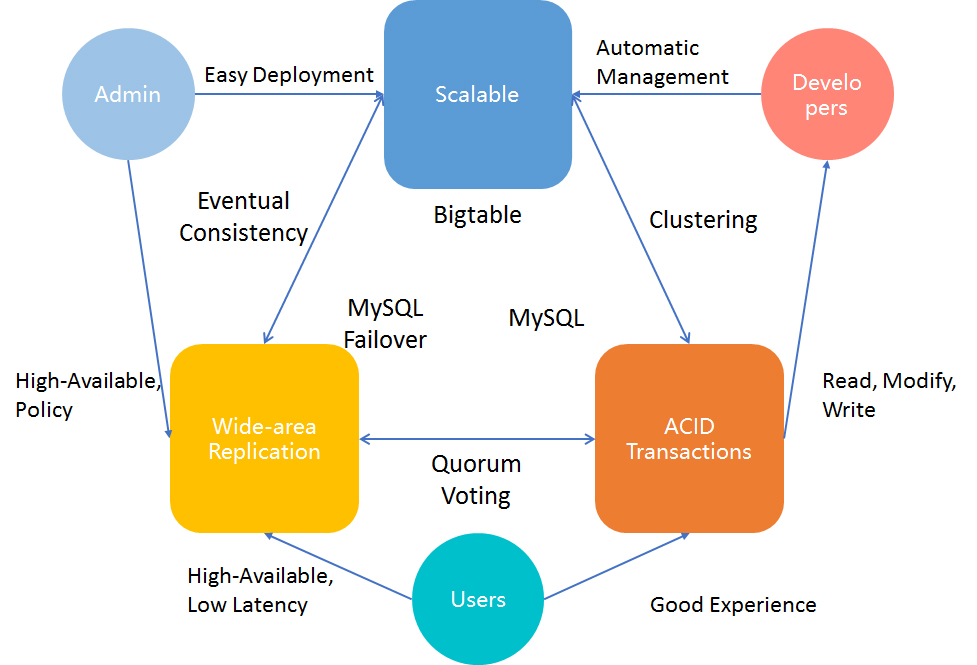 Admin
Easy Deployment
Scalable
Automatic
Management
Develo
pers
Eventual
Consistency
Bigtable
Clustering
MySQL
Failover
MySQL
High-Available,
Policy
Wide-area
Replication
ACID
Transactions
Read, Modify,
Write
Quorum
Voting
High-Available,
Low Latency
Users
Good Experience